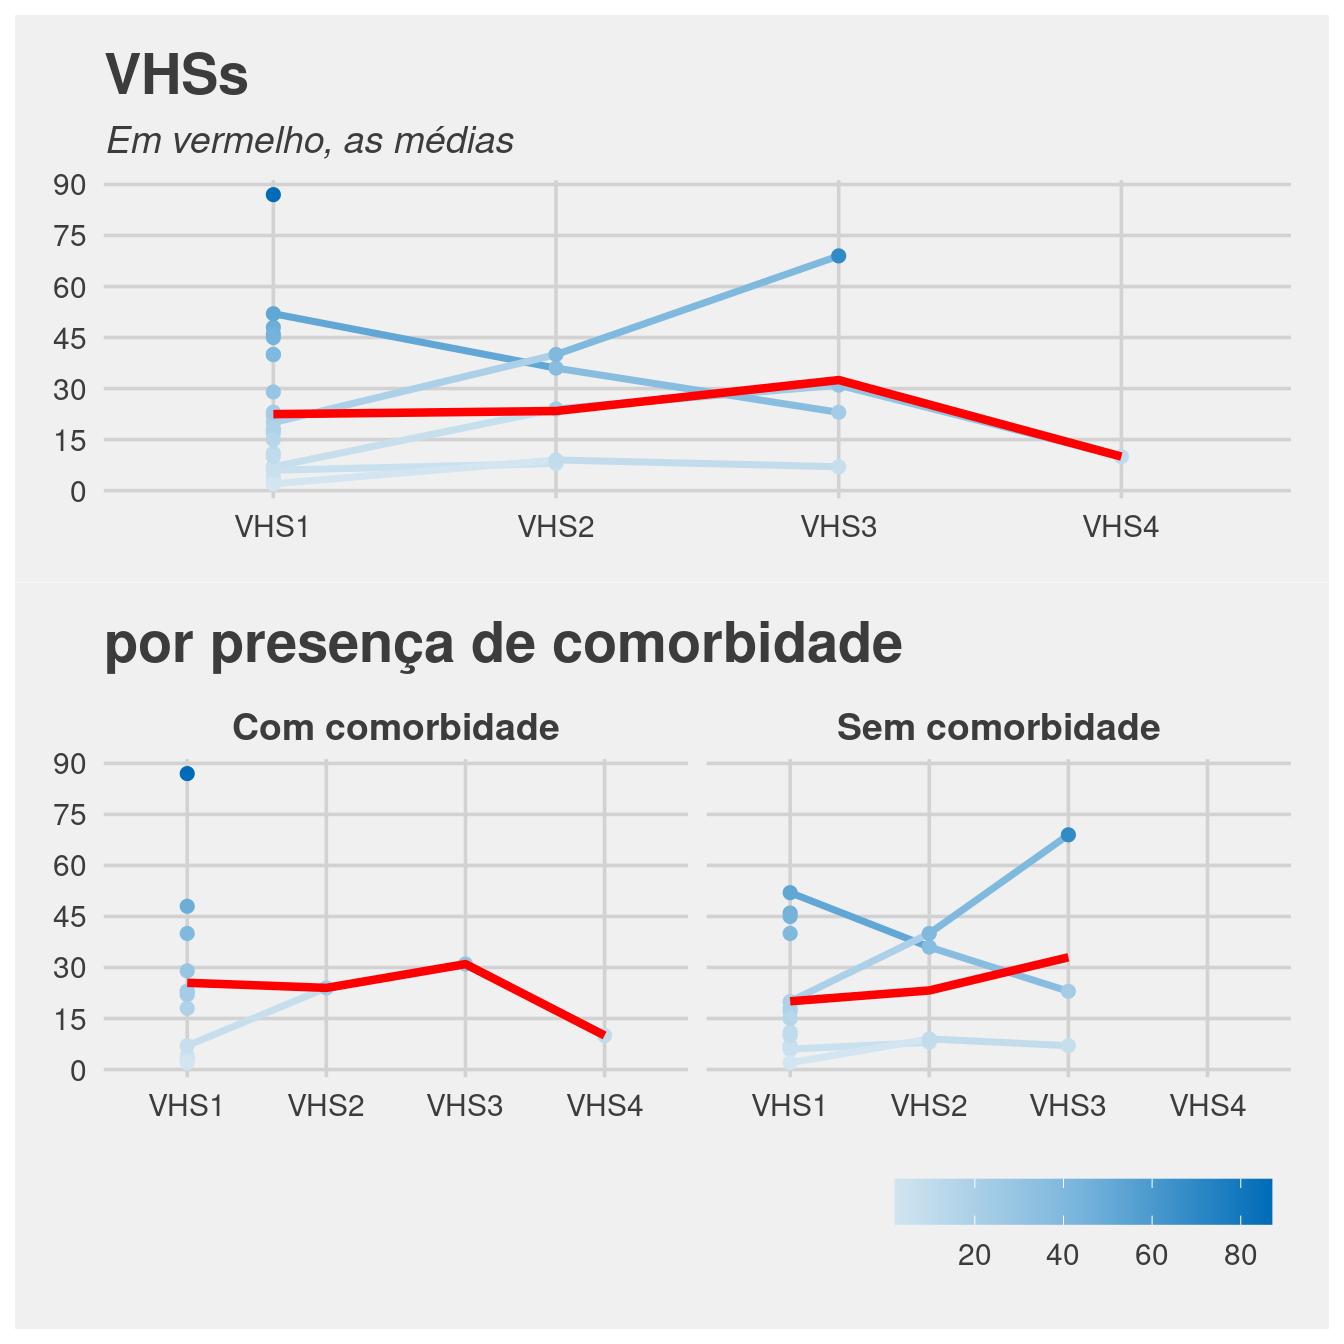 VHSs
Em vermelho, as médias
90
75
60
45
30
15
0
VHS1 VHS2 VHS3 VHS4
por presença de comorbidade
Com comorbidade Sem comorbidade
90
75
60
45
30
15
0
VHS1 VHS2 VHS3 VHS4 VHS1 VHS2 VHS3 VHS4
20 40 60 80